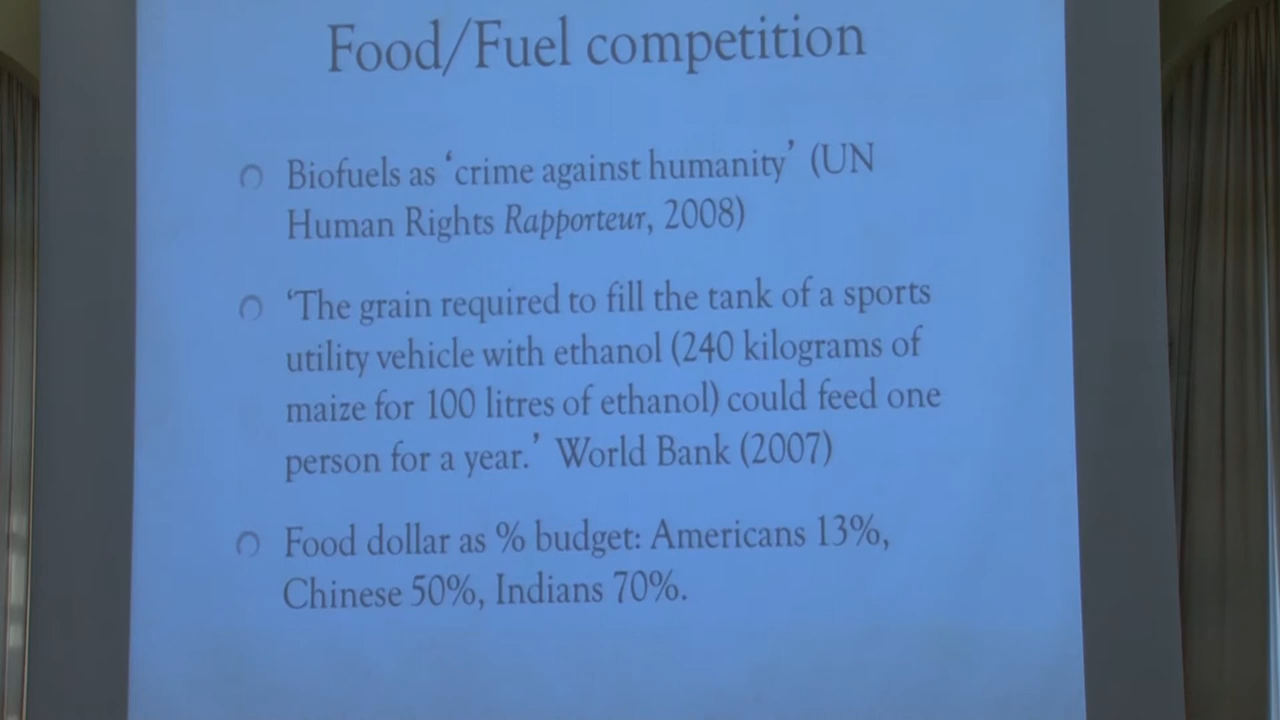 Food/Fuel competition
Biofuels as ‘crime against humanity’ (UN
Human Rights Rapporteur, 2008)
‘The grain required to fill the tank of a sports
utility vehicle with ethanol (240 kilograms of
maize for 100 litres of ethanol) could feed one
person for a year.’ World Bank (2007)
Food dollar as % budget: Americans 13%,
Chinese 50%, Indians 70%.